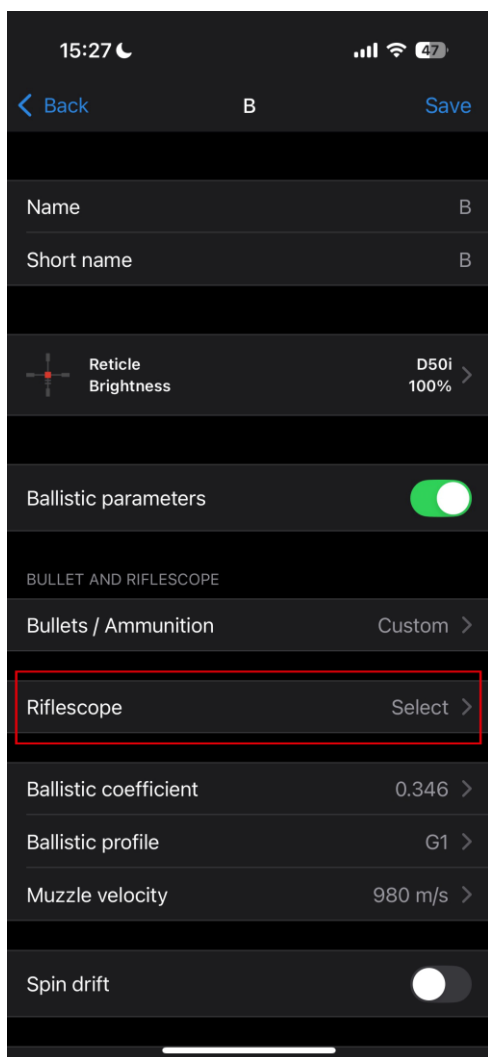 15:27
47
Back B Save
Name B
Short name B
Reticle D50i
Brightness 100%
Ballistic parameters
BULLET AND RIFLESCOPE
Bullets / Ammunition Custom
Riflescope Select
Ballistic coefficient 0.346
Ballistic profile G1
Muzzle velocity 980 m/s
Spin drift